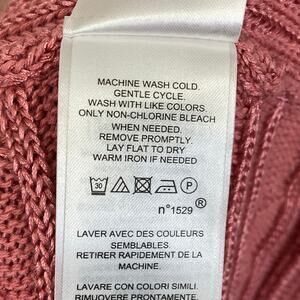 MACHINE WASH COLD.
GENTLE CYCLE.
WASH WITH LIKE COLORS.
ONLY NON-CHLORINE BLEACH
WHEN NEEDED.
REMOVE PROMPTLY.
LAY FLAT TO DRY
WARM IRON IF NEEDED
30 P
n°1529 ®
LAVER AVEC DES COULEURS
SEMBLABLES.
RETIRER RAPIDEMENT DE LA
MACHINE.
LAVARE CON COLORI SIMILI.
RIMUOVERE PRONTAMENTE